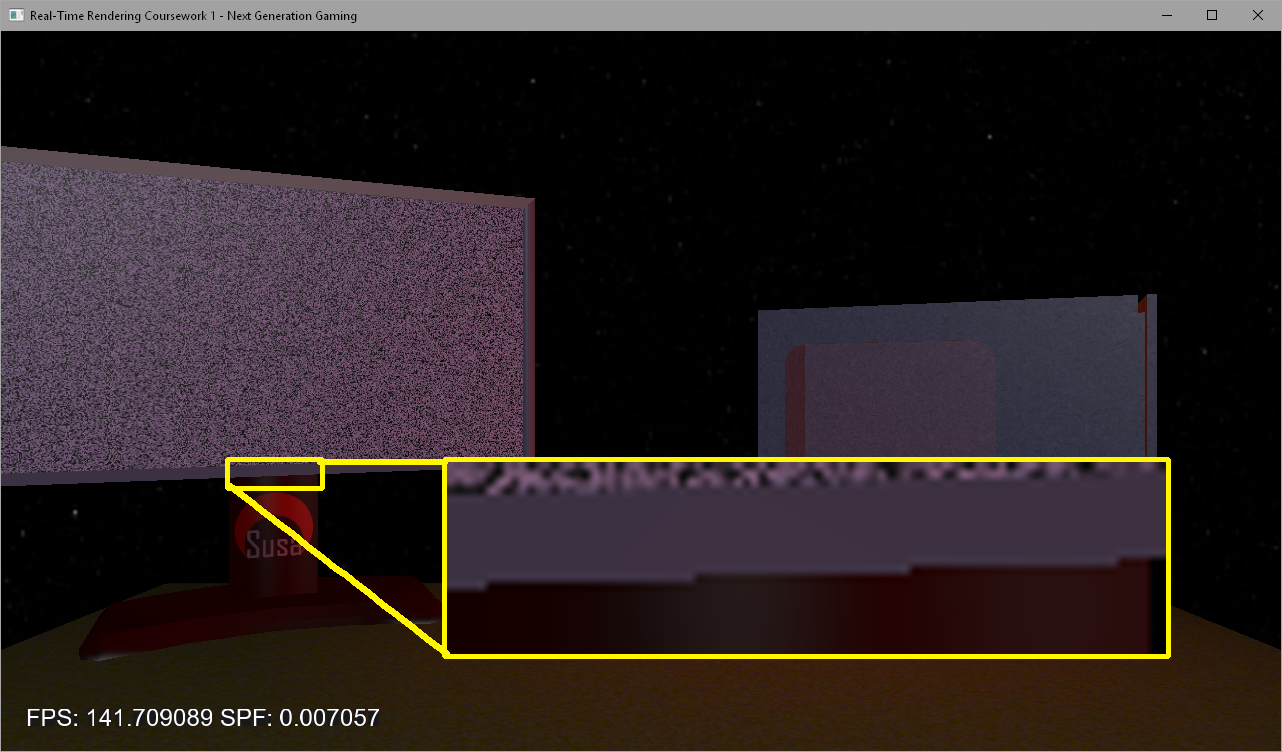 Real-Time Rendering Coursework 1 - Next Generation Gaming
Susa
FPS: 141.709089 SPF: 0.007057